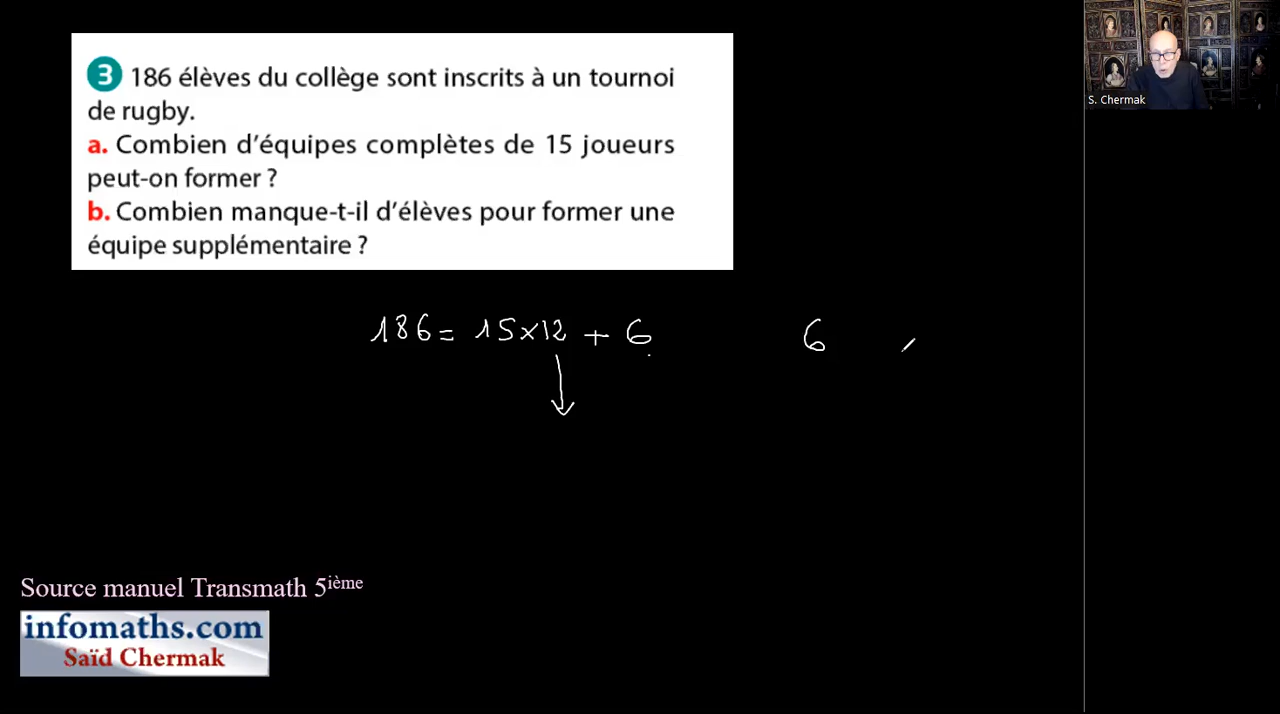 3 186 élèves du collège sont inscrits à un tournoi
de rugby.
a. Combien d'équipes complètes de 15 joueurs
peut-on former ?
b. Combien manque-t-il d'élèves pour former une
équipe supplémentaire ?
186 = 15 × 12 + 6 6
S. Chermak
Source manuel Transmath 5ième
infomaths.com
Saïd Chermak